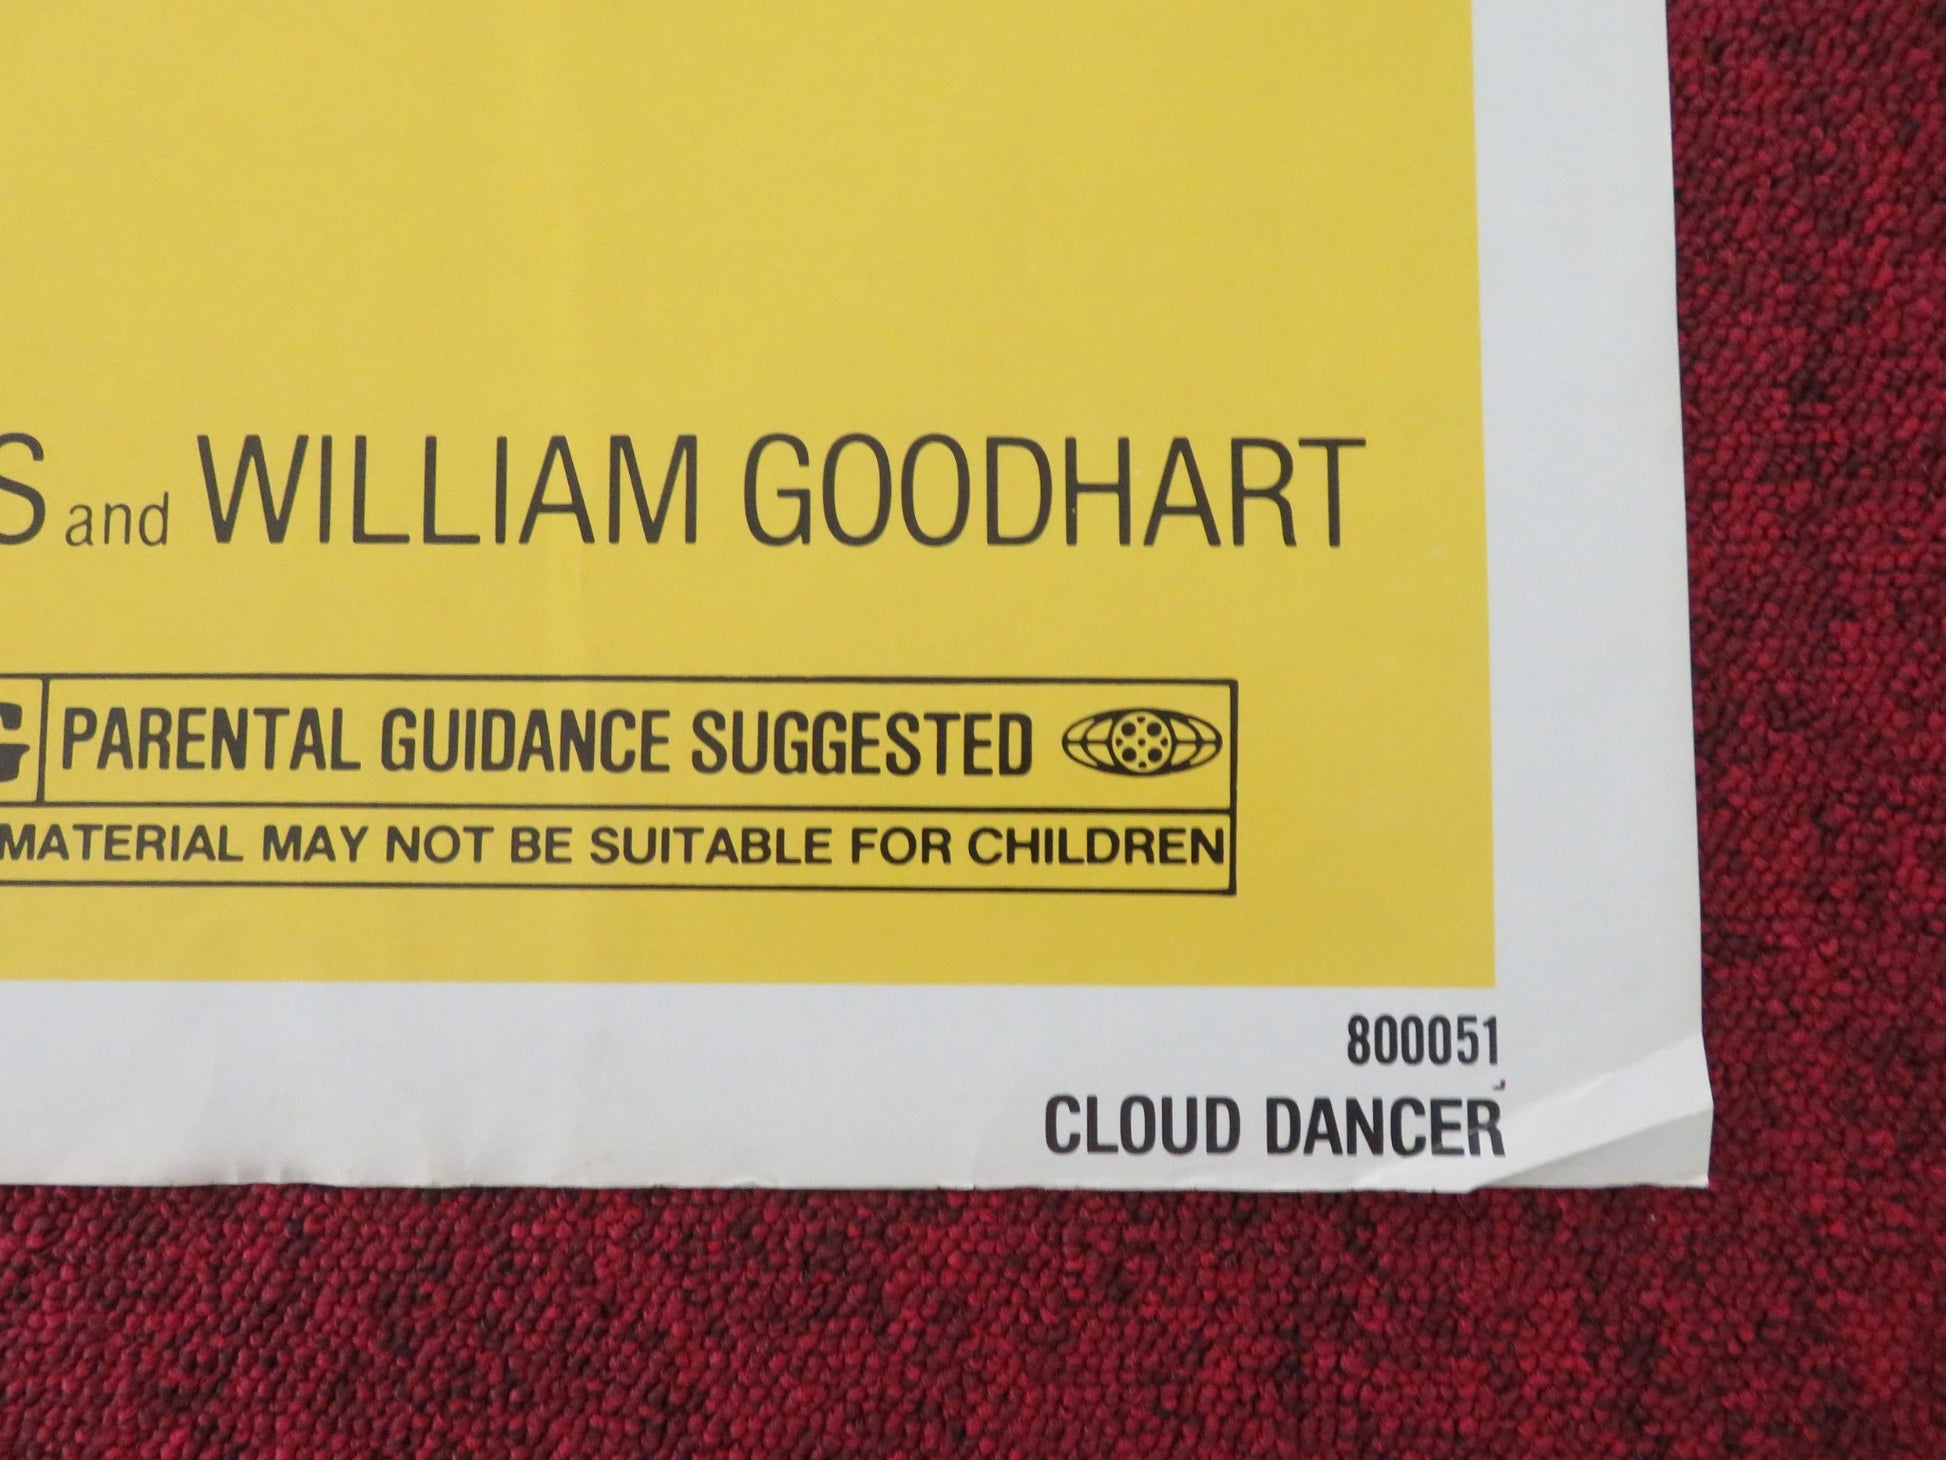 S and WILLIAM GOODHART
G PARENTAL GUIDANCE SUGGESTED
MATERIAL MAY NOT BE SUITABLE FOR CHILDREN
800051
CLOUD DANCER